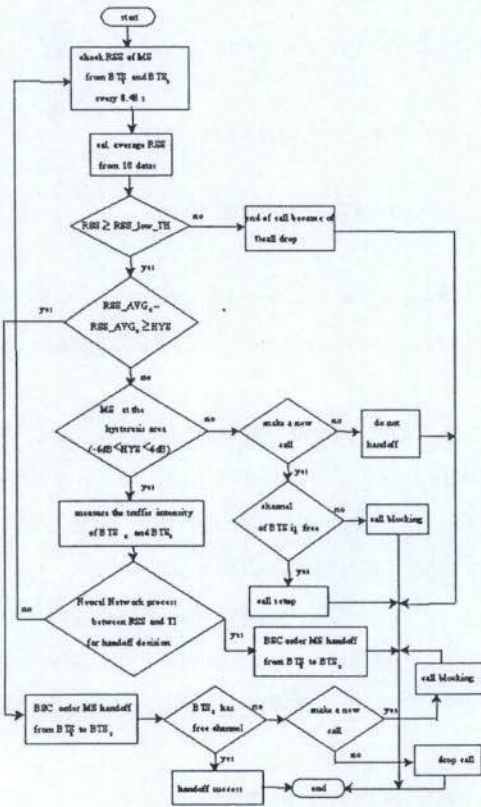 start
check RSS of MS
from BTS and BTS
every 0.48 s
cal. average RSS
from 10 datas
RSS ≥ RSS_low_TH
no
end of call because of
call drop
yes
yes
RSS_AVG -
RSS_AVG ≥ HYS
no
MS at the
hysteresis area
(-6dB<HYS<6dB)
no
make a new
call
no
do not
handoff
yes
yes
measure the traffic intensity
of BTS and BTS
channel
of BTS is free
no
call blocking
yes
call setup
no
Neural Network process
between RSS and TI
for handoff decision
yes
BSC order MS handoff
from BTS to BTS
call blocking
BSC order MS handoff
from BTS to BTS
BTS has
free channel
no
make a new
call
yes
no
drop call
yes
handoff success
end